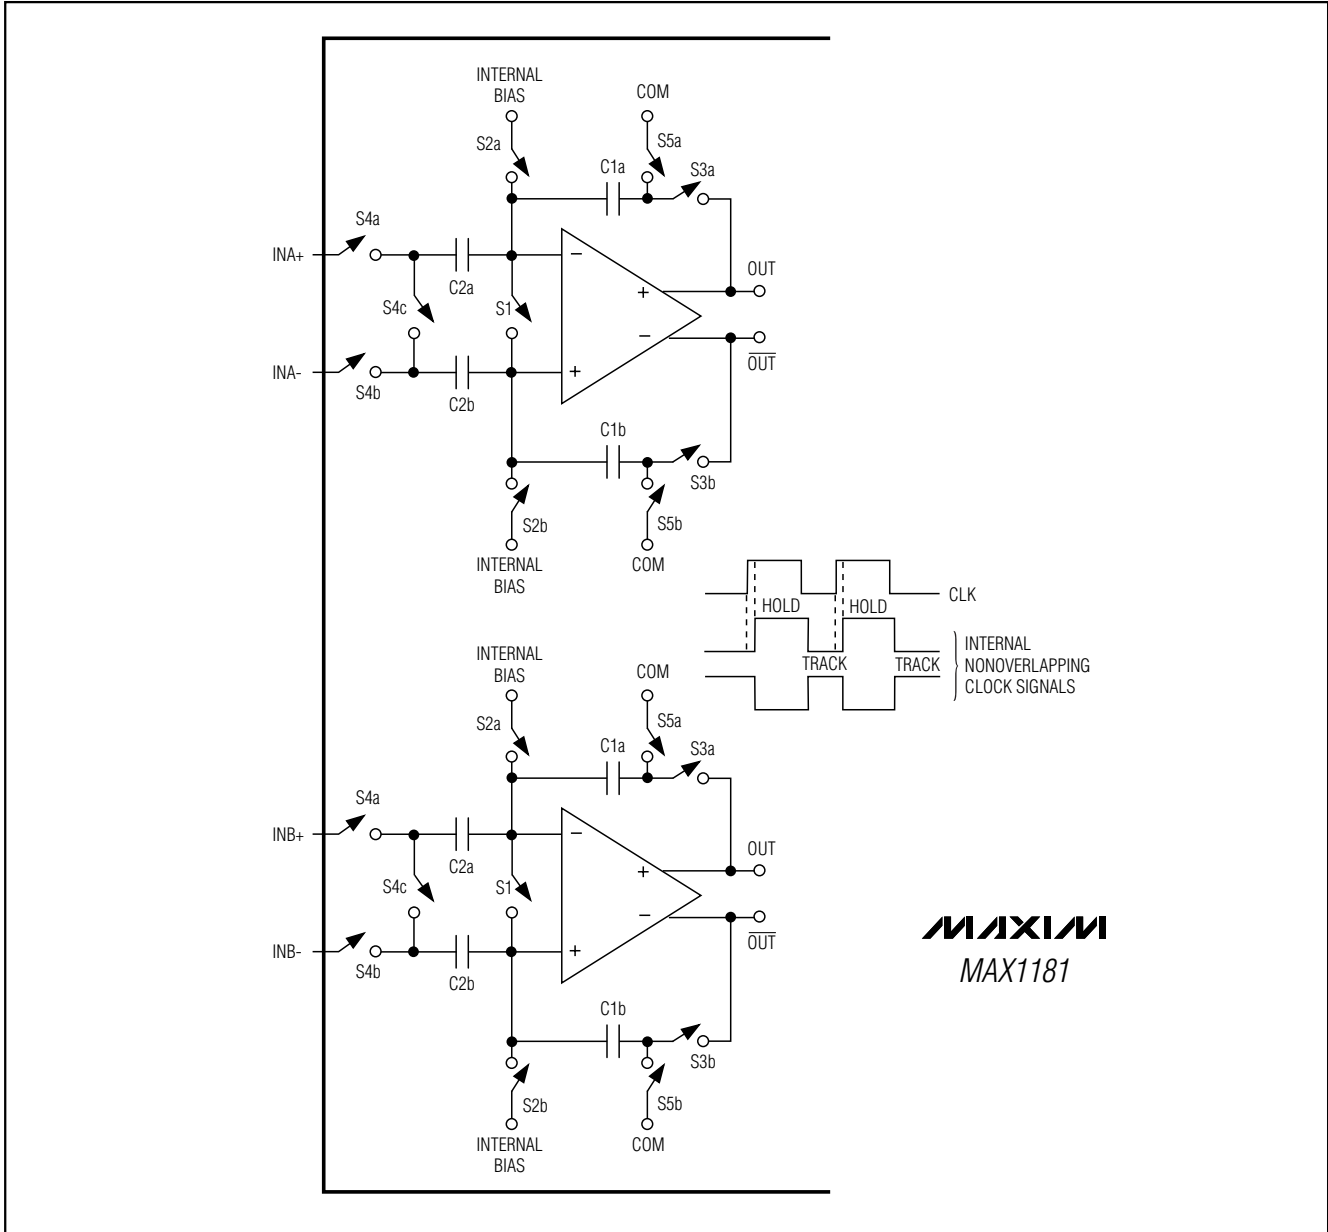 INTERNAL
BIAS
COM
S2a
S5a
C1a
S3a
S4a
INA+
−
C2a
OUT
+
S4c
S1
−
OUT
INA-
+
S4b
C2b
C1b
S3b
S2b
S5b
INTERNAL
BIAS
COM
CLK
HOLD
HOLD
TRACK
TRACK
INTERNAL
NONOVERLAPPING
CLOCK SIGNALS
INTERNAL
BIAS
COM
S2a
S5a
C1a
S3a
S4a
INB+
−
C2a
OUT
+
S4c
S1
−
OUT
INB-
+
S4b
C2b
MAXIM
MAX1181
C1b
S3b
S2b
S5b
INTERNAL
BIAS
COM